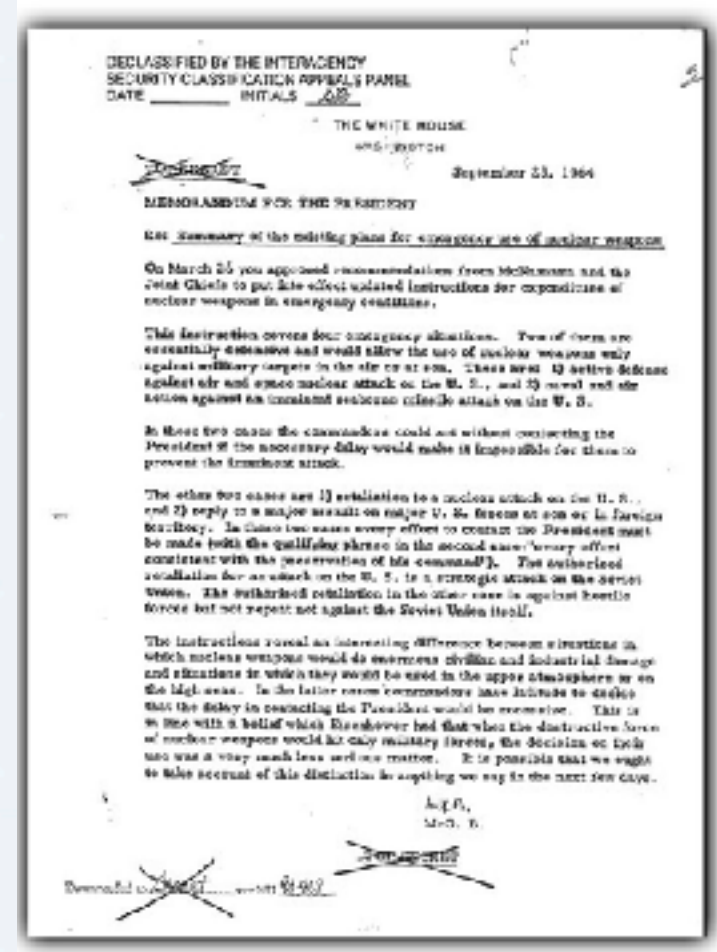 DECLASSIFIED BY THE INTERAGENCY
SECURITY CLASSIFICATION APPEALS PANEL
DATE INITIALS
THE WHITE HOUSE
WASHINGTON
September 23, 1964
MEMORANDUM FOR THE PRESIDENT
Re: Summary of the existing plans for emergency use of nuclear weapons
On March 26 you approved recommendations from McNamara and the
Joint Chiefs to put into effect updated instructions for expenditure of
nuclear weapons in emergency conditions.
This instruction covers four emergency situations. Two of them are
essentially defensive and would allow the use of nuclear weapons only
against military targets in the air or at sea. These are: 1) active defense
against air and space nuclear attack on the U. S., and 2) naval and air
action against an imminent seaborne missile attack on the U. S.
In these two cases the commanders could act without contacting the
President if the necessary delay would make it impossible for them to
prevent the imminent attack.
The other two cases are 1) retaliation to a nuclear attack on the U. S.,
and 2) reply to a major assault on major U. S. forces at sea or in foreign
territory. In these two cases every effort to contact the President must
be made (with the qualifying phrase in the second case "every effort
consistent with the preservation of his command"). The authorized
retaliation for an attack on the U. S. is a strategic attack on the Soviet
Union. The authorized retaliation in the other case is against hostile
forces but not repeat not against the Soviet Union itself.
The instructions reveal an interesting difference between situations in
which nuclear weapons would do enormous civilian and industrial damage
and situations in which they would be used in the upper atmosphere or on
the high seas. In the latter cases commanders have latitude to decide
that the delay in contacting the President would be excessive. This is
in line with a belief which Eisenhower had that when the destructive force
of nuclear weapons would hit only military forces, the decision on their
use was a very much less serious matter. It is possible that we ought
to take account of this distinction in anything we say in the next few days.
McG. B.